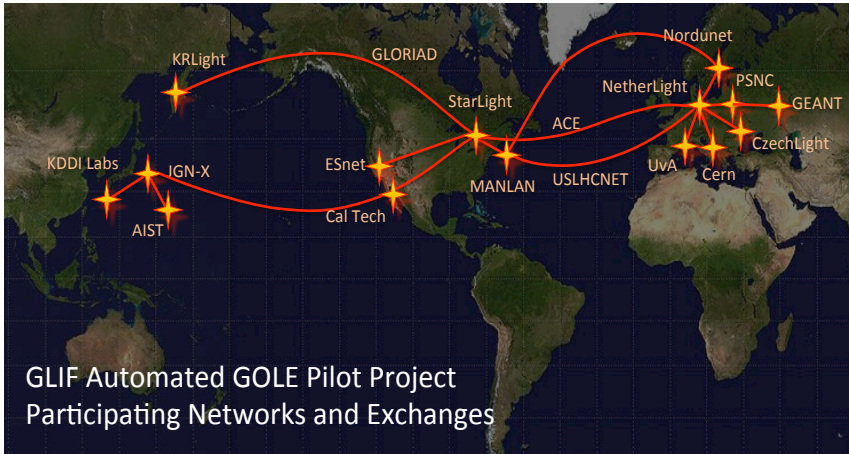 Nordunet
KRLight
GLORIAD
PSNC
NetherLight
GEANT
StarLight
ACE
CzechLight
KDDI Labs
JGN-X
ESnet
UvA
Cern
MANLAN
USLHCNET
AIST
Cal Tech
GLIF Automated GOLE Pilot Project
Participating Networks and Exchanges